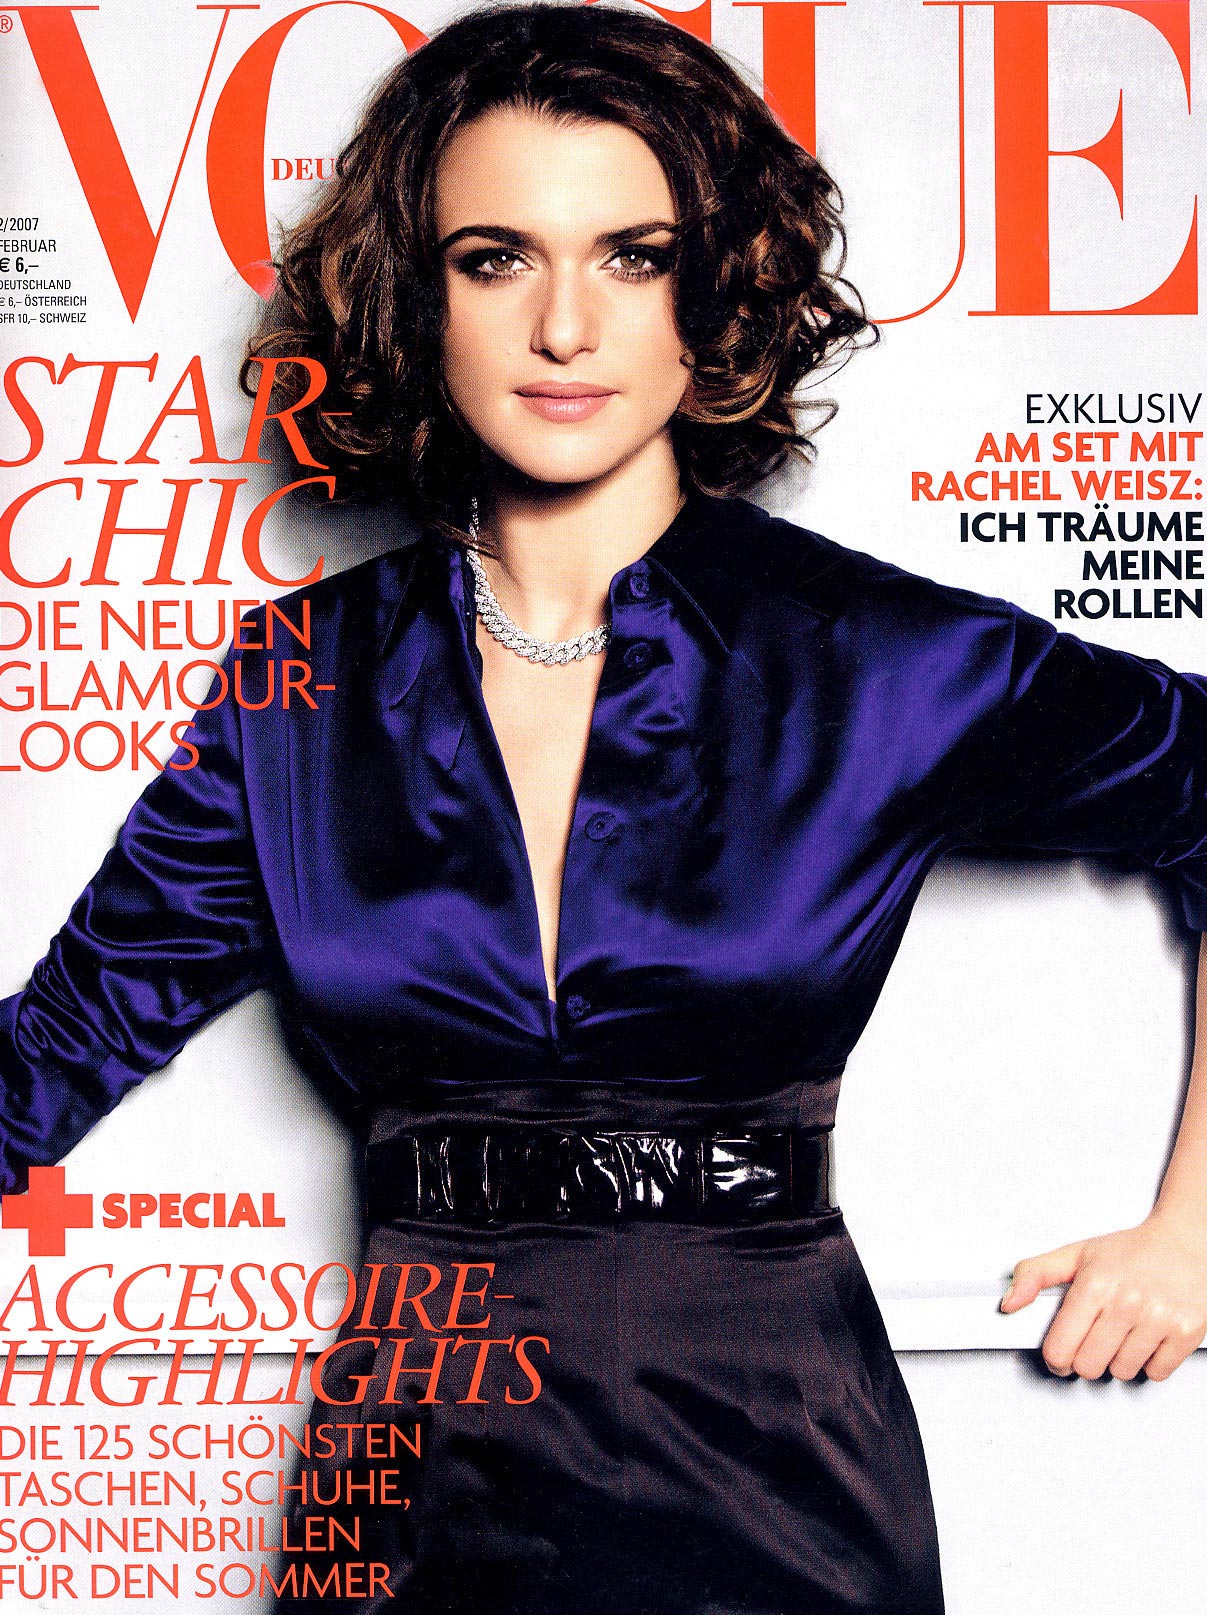 VOGUE
DEU
®
2/2007
FEBRUAR
€ 6,–
DEUTSCHLAND
€ 6,– ÖSTERREICH
SFR 10,– SCHWEIZ
STAR-
CHIC
DIE NEUEN
GLAMOUR-
LOOKS
EXKLUSIV
AM SET MIT
RACHEL WEISZ:
ICH TRÄUME
MEINE
ROLLEN
SPECIAL
ACCESSOIRE-
HIGHLIGHTS
DIE 125 SCHÖNSTEN
TASCHEN, SCHUHE,
SONNENBRILLEN
FÜR DEN SOMMER